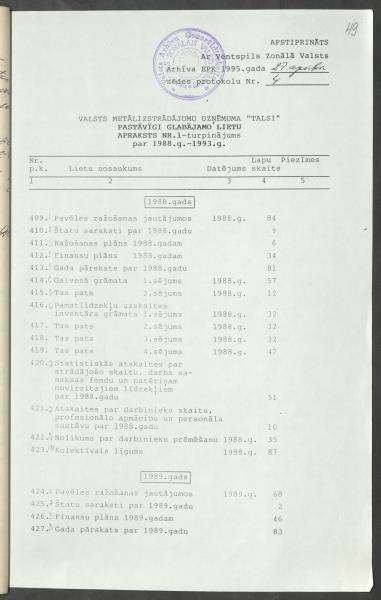 49
APSTIPRINĀTS
Ar Ventspils Zonālā Valsts
Arhīva EPK 1995.gada 27.aprīļa
sēdes protokolu Nr. 4
VALSTS METĀLIZSTRĀDĀJUMU UZŅĒMUMA "TALSI"
PASTĀVĪGI GLABĀJAMO LIETU
APRAKSTS NR.1-turpinājums
par 1988.g.-1993.g.
Nr. Lapu Piezīmes
p.k. Lietu nosaukums Datējums skaits
1 2 3 4 5
1988.gads
409. Pavēles ražošanas jautājumos 1988.g. 84
410. Štatu saraksti par 1988.gadu 9
411. Ražošanas plāns 1988.gadam 6
412. Finansu plāns 1988.gadam 34
413. Gada pārskats par 1988.gadu 81
414. Galvenā grāmata 1.sējums 1988.g. 57
415. Tas pats 2.sējums 1988.g. 12
416. Pamatlīdzekļu uzskaites
inventāra grāmata 1.sējums 1988.g. 32
417. Tas pats 2.sējums 1988.g. 32
418. Tas pats 3.sējums 1988.g. 32
419. Tas pats 4.sējums 1988.g. 47
420. Statistiskās atskaites par
strādājošo skaitu, darba sa-
maksas fondu un patēriņam
novirzītajiem līdzekļiem
par 1988.gadu 51
421. Atskaites par darbinieku skaitu,
profesionālo apmācību un personāla
sastāvu par 1988.gadu 10
422. Nolikums par darbinieku prēmēšanu 1988.g. 35
423. Kolektīvais līgums 1988.g. 87
1989.gads
424. Pavēles ražošanas jautājumos 1989.g. 68
425. Štatu saraksti par 1989.gadu 2
426. Finansu plāns 1989.gadam 46
427. Gada pārskats par 1989.gadu 83